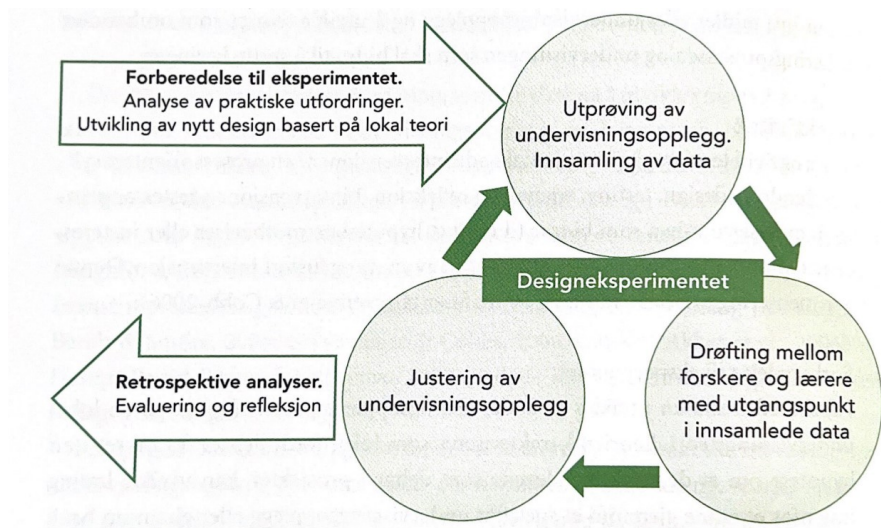 Forberedelse til eksperimentet.
Analyse av praktiske utfordringer.
Utvikling av nytt design basert på lokal teori
Utprøving av
undervisningsopplegg.
Innsamling av data
Designeksperimentet
Drøfting mellom
forskere og lærere
med utgangspunkt
i innsamlede data
Justering av
undervisningsopplegg
Retrospektive analyser.
Evaluering og refleksjon